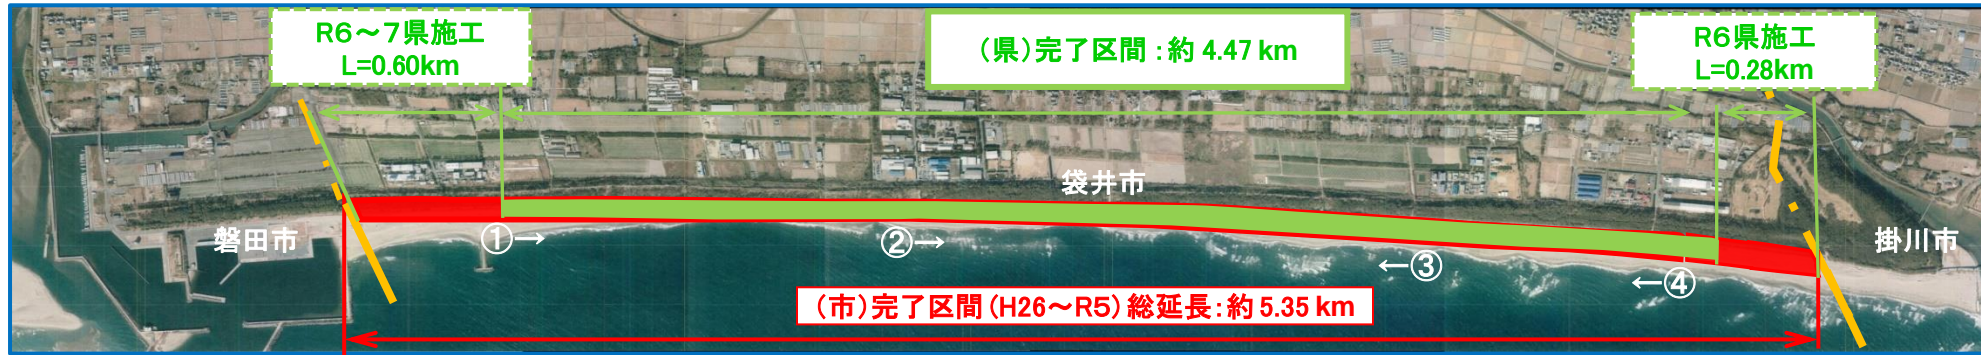 R6～7県施工
L=0.60km
（県）完了区間：約 4.47 km
R6県施工
L=0.28km
袋井市
磐田市
①→
②→
←③
←④
掛川市
（市）完了区間（H26～R5）総延長：約 5.35 km